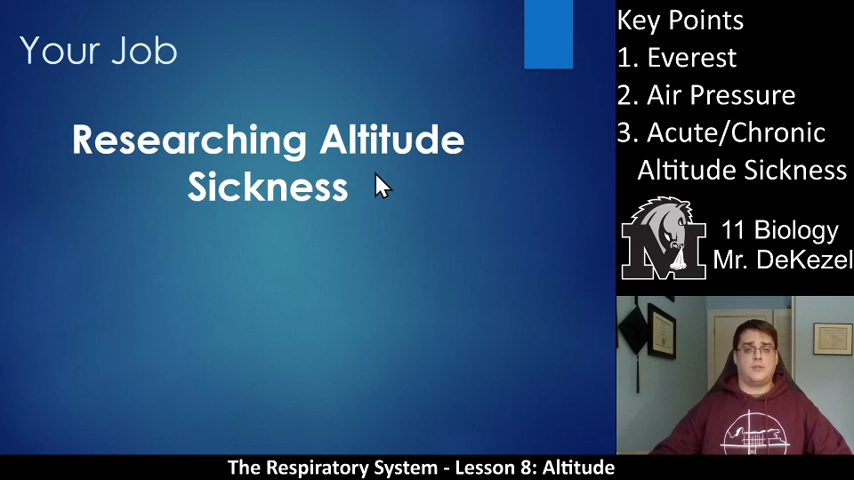 Your Job
Researching Altitude
Sickness
Key Points
1. Everest
2. Air Pressure
3. Acute/Chronic
Altitude Sickness
M
11 Biology
Mr. DeKezel
The Respiratory System - Lesson 8: Altitude